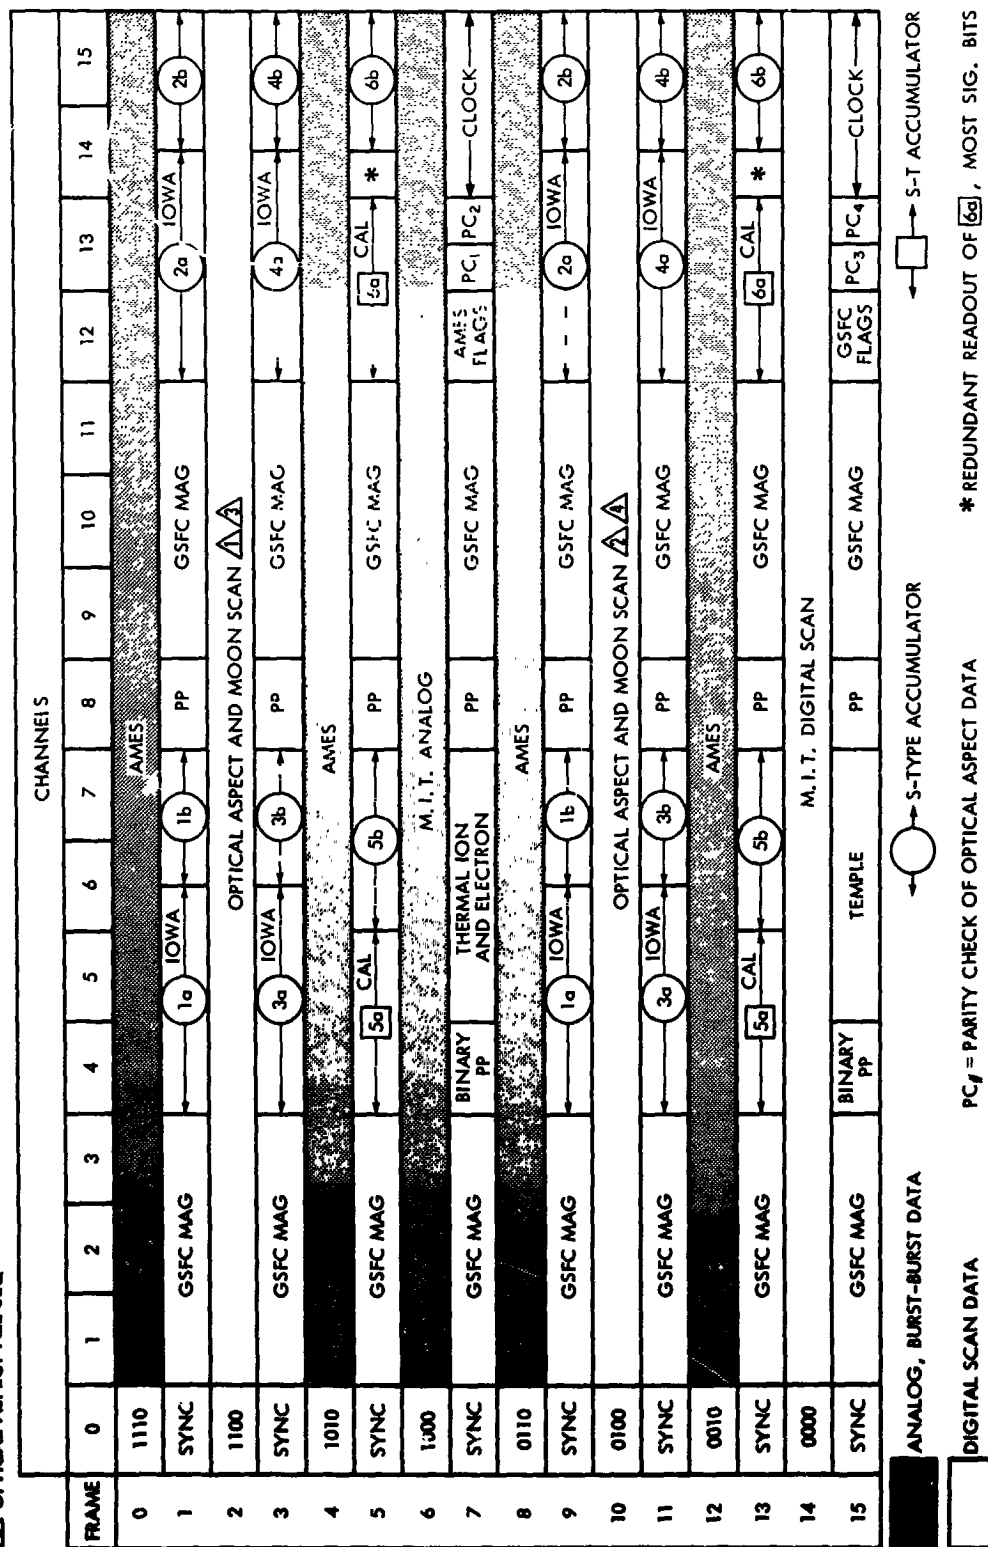 CHANNELS
FRAME 0 1 2 3 4 5 6 7 8 9 10 11 12 13 14 15
0 1110 AMES
1 SYNC GSFC MAG 1a IOWA 1b PP GSFC MAG 2a IOWA 2b
2 1100 OPTICAL ASPECT AND MOON SCAN 1 3
3 SYNC GSFC MAG 3a IOWA 3b PP GSFC MAG 4a IOWA 4b
4 1010 AMES
5 SYNC GSFC MAG 5a CAL 5b PP GSFC MAG 6a CAL * 6b
6 1000 M.I.T. ANALOG
7 SYNC GSFC MAG BINARY PP THERMAL ION AND ELECTRON PP GSFC MAG AMES FLAGS PC1 PC2 CLOCK
8 0110 AMES
9 SYNC GSFC MAG 1a IOWA 1b PP GSFC MAG 2a IOWA 2b
10 0100 OPTICAL ASPECT AND MOON SCAN 2 4
11 SYNC GSFC MAG 3a IOWA 3b PP GSFC MAG 4a IOWA 4b
12 0010 AMES
13 SYNC GSFC MAG 5a CAL 5b PP GSFC MAG 6a CAL * 6b
14 0000 M.I.T. DIGITAL SCAN
15 SYNC GSFC MAG BINARY PP TEMPLE PP GSFC MAG GSFC FLAGS PC3 PC4 CLOCK
ANALOG, BURST-BURST DATA
S-TYPE ACCUMULATOR
S-T ACCUMULATOR
DIGITAL SCAN DATA
PC# = PARITY CHECK OF OPTICAL ASPECT DATA
* REDUNDANT READOUT OF 6a, MOST SIG. BITS